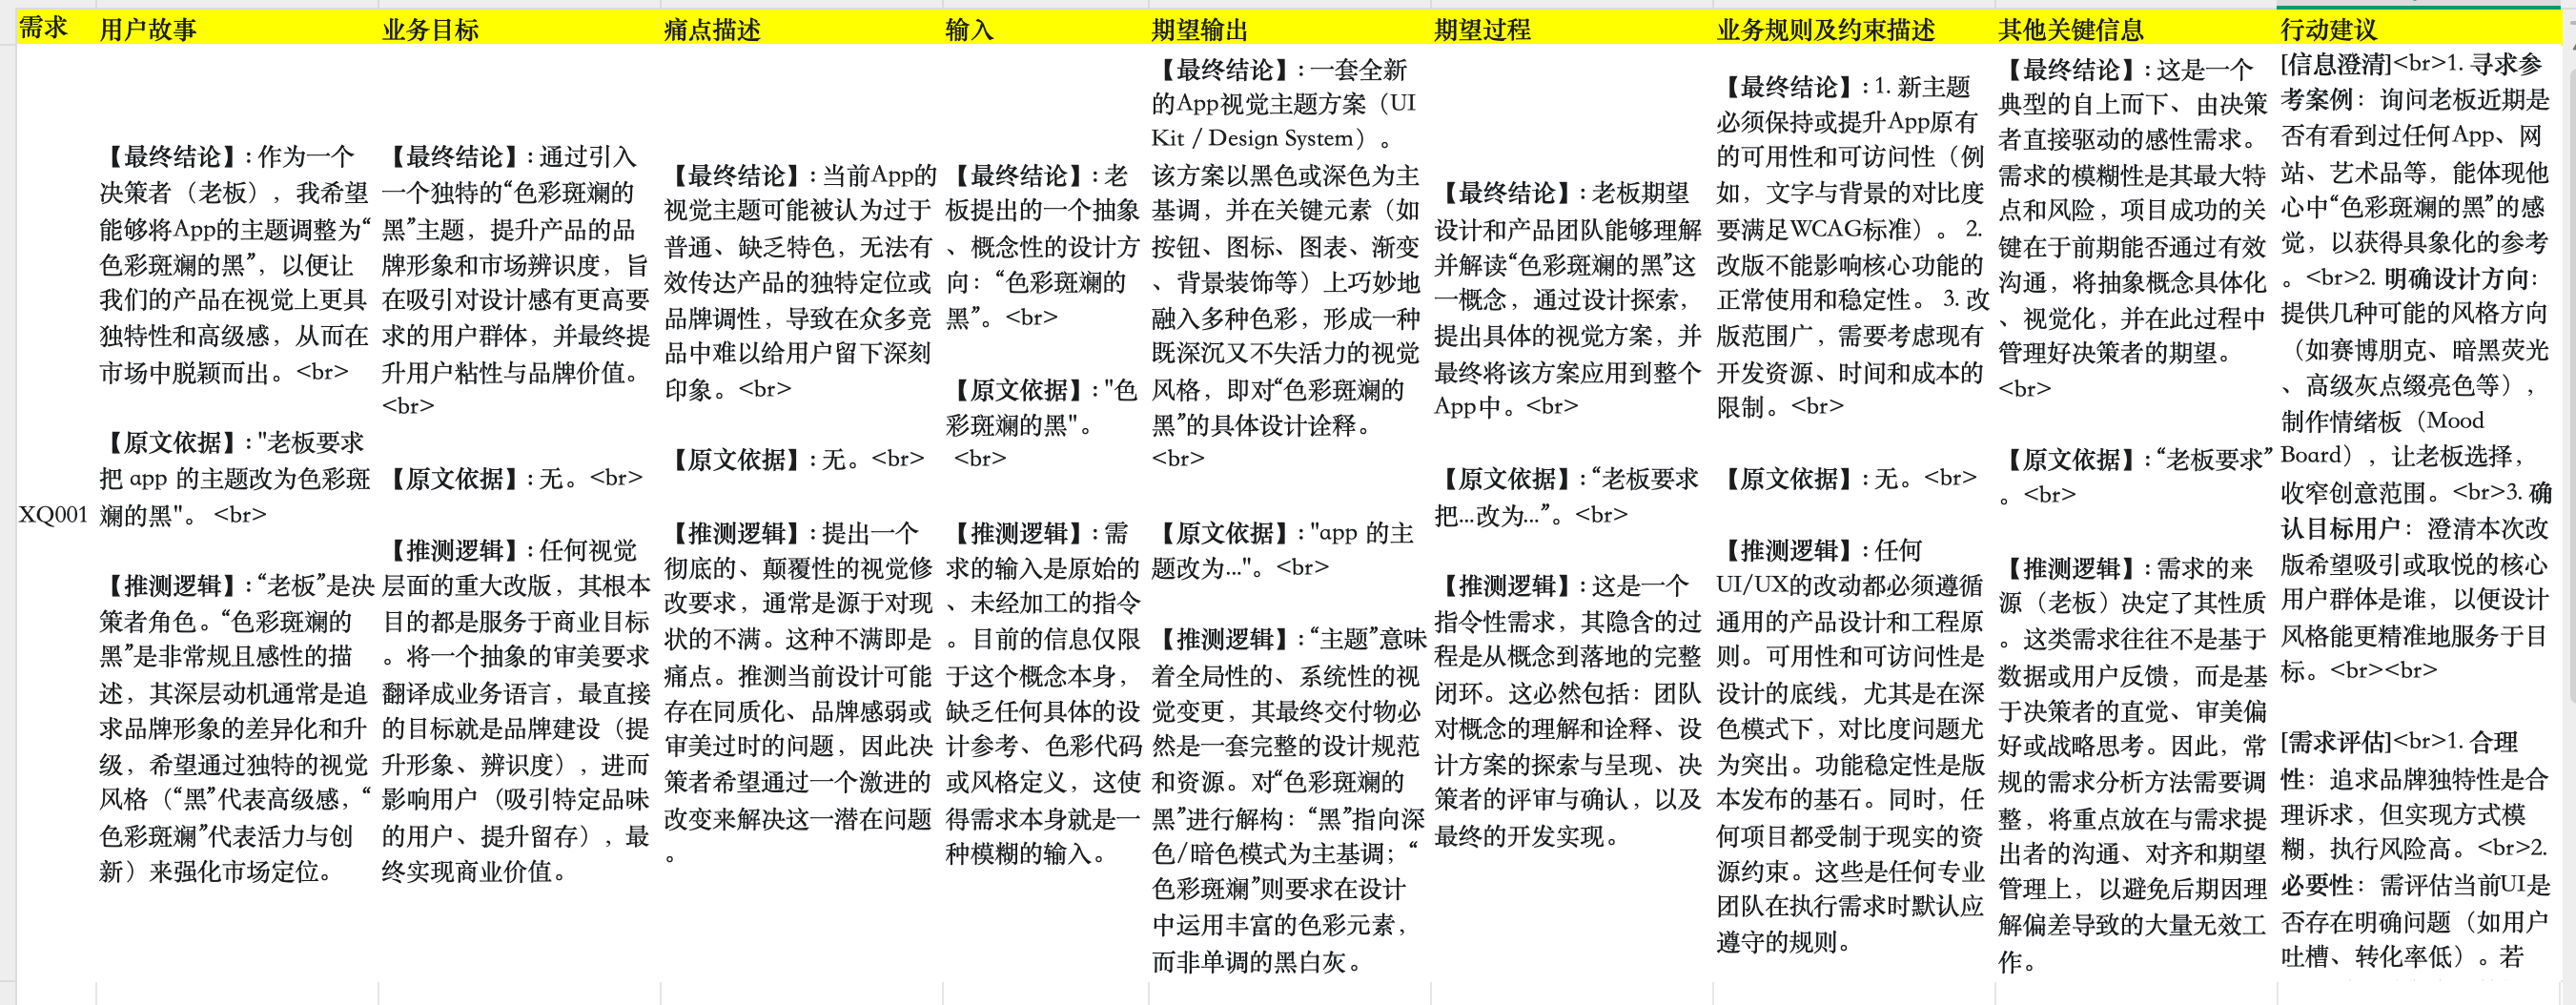 需求
用户故事
业务目标
痛点描述
输入
期望输出
期望过程
业务规则及约束描述
其他关键信息
行动建议
XQ001
【最终结论】：作为一个
决策者（老板），我希望
能够将App的主题调整为“
色彩斑斓的黑”，以便让
我们的产品在视觉上更具
独特性和高级感，从而在
市场中脱颖而出。<br>
【原文依据】："老板要求
把 app 的主题改为色彩斑
斓的黑"。 <br>
【推测逻辑】：“老板”是决
策者角色。“色彩斑斓的
黑”是非常规且感性的描
述，其深层动机通常是追
求品牌形象的差异化和升
级，希望通过独特的视觉
风格（“黑”代表高级感，“
色彩斑斓”代表活力与创
新）来强化市场定位。
【最终结论】：通过引入
一个独特的“色彩斑斓的
黑”主题，提升产品的品
牌形象和市场辨识度，旨
在吸引对设计感有更高要
求的用户群体，并最终提
升用户粘性与品牌价值。
<br>
【原文依据】：无。<br>
【推测逻辑】：任何视觉
层面的重大改版，其根本
目的都是服务于商业目标
。将一个抽象的审美要求
翻译成业务语言，最直接
的目标就是品牌建设（提
升形象、辨识度），进而
影响用户（吸引特定品味
的用户、提升留存），最
终实现商业价值。
【最终结论】：当前App的
视觉主题可能被认为过于
普通、缺乏特色，无法有
效传达产品的独特定位或
品牌调性，导致在众多竞
品中难以给用户留下深刻
印象。<br>
【原文依据】：无。<br>
【推测逻辑】：提出一个
彻底的、颠覆性的视觉修
改要求，通常是源于对现
状的不满。这种不满即是
痛点。推测当前设计可能
存在同质化、品牌感弱或
审美过时的问题，因此决
策者希望通过一个激进的
改变来解决这一潜在问题
。
【最终结论】：老
板提出的一个抽象
、概念性的设计方
向：“色彩斑斓的
黑”。<br>
【原文依据】："色
彩斑斓的黑"。
<br>
【推测逻辑】：需
求的输入是原始的
、未经加工的指令
。目前的信息仅限
于这个概念本身，
缺乏任何具体的设
计参考、色彩代码
或风格定义，这使
得需求本身就是一
种模糊的输入。
【最终结论】：一套全新
的App视觉主题方案（UI
Kit / Design System）。
该方案以黑色或深色为主
基调，并在关键元素（如
按钮、图标、图表、渐变
、背景装饰等）上巧妙地
融入多种色彩，形成一种
既深沉又不失活力的视觉
风格，即对“色彩斑斓的
黑”的具体设计诠释。
<br>
【原文依据】："app 的主
题改为..."。<br>
【推测逻辑】：“主题”意味
着全局性的、系统性的视
觉变更，其最终交付物必
然是一套完整的设计规范
和资源。对“色彩斑斓的
黑”进行解构：“黑”指向深
色/暗色模式为主基调；“
色彩斑斓”则要求在设计
中运用丰富的色彩元素，
而非单调的黑白灰。
【最终结论】：老板期望
设计和产品团队能够理解
并解读“色彩斑斓的黑”这
一概念，通过设计探索，
提出具体的视觉方案，并
最终将该方案应用到整个
App中。<br>
【原文依据】：“老板要求
把...改为...”。<br>
【推测逻辑】：这是一个
指令性需求，其隐含的过
程是从概念到落地的完整
闭环。这必然包括：团队
对概念的理解和诠释、设
计方案的探索与呈现、决
策者的评审与确认，以及
最终的开发实现。
【最终结论】：1. 新主题
必须保持或提升App原有
的可用性和可访问性（例
如，文字与背景的对比度
要满足WCAG标准）。 2.
改版不能影响核心功能的
正常使用和稳定性。 3. 改
版范围广，需要考虑现有
开发资源、时间和成本的
限制。<br>
【原文依据】：无。<br>
【推测逻辑】：任何
UI/UX的改动都必须遵循
通用的产品设计和工程原
则。可用性和可访问性是
设计的底线，尤其是在深
色模式下，对比度问题尤
为突出。功能稳定性是版
本发布的基石。同时，任
何项目都受制于现实的资
源约束。这些是任何专业
团队在执行需求时默认应
遵守的规则。
【最终结论】：这是一个
典型的自上而下、由决策
者直接驱动的感性需求。
需求的模糊性是其最大特
点和风险，项目成功的关
键在于前期能否通过有效
沟通，将抽象概念具体化
、视觉化，并在此过程中
管理好决策者的期望。
<br>
【原文依据】：“老板要求”
。<br>
【推测逻辑】：需求的来
源（老板）决定了其性质
。这类需求往往不是基于
数据或用户反馈，而是基
于决策者的直觉、审美偏
好或战略思考。因此，常
规的需求分析方法需要调
整，将重点放在与需求提
出者的沟通、对齐和期望
管理上，以避免后期因理
解偏差导致的大量无效工
作。
[信息澄清]<br>1. 寻求参
考案例：询问老板近期是
否有看到过任何App、网
站、艺术品等，能体现他
心中“色彩斑斓的黑”的感
觉，以获得具象化的参考
。<br>2. 明确设计方向：
提供几种可能的风格方向
（如赛博朋克、暗黑荧光
、高级灰点缀亮色等），
制作情绪板（Mood
Board），让老板选择，
收窄创意范围。<br>3. 确
认目标用户：澄清本次改
版希望吸引或取悦的核心
用户群体是谁，以便设计
风格能更精准地服务于目
标。<br><br>
[需求评估]<br>1. 合理
性：追求品牌独特性是合
理诉求，但实现方式模
糊，执行风险高。<br>2.
必要性：需评估当前UI是
否存在明确问题（如用户
吐槽、转化率低）。若